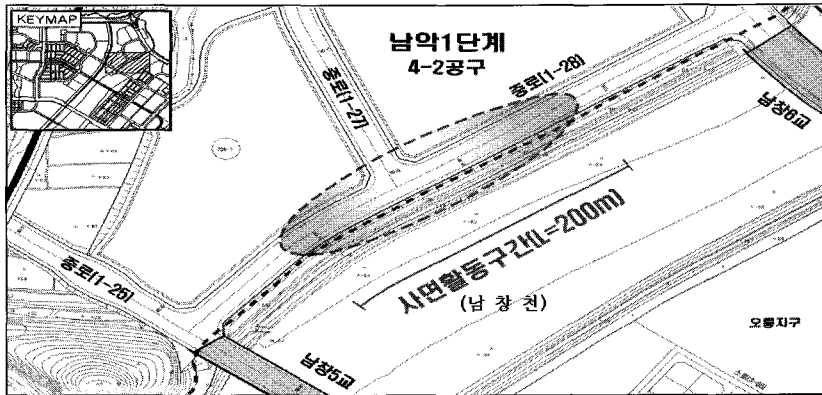 KEYMAP
남악1단계
4-2공구
중로(1-27)
중로(1-28)
남창6교
사면활동구간(L=200m)
(남 창 천)
중로(1-26)
남창5교
오룡지구